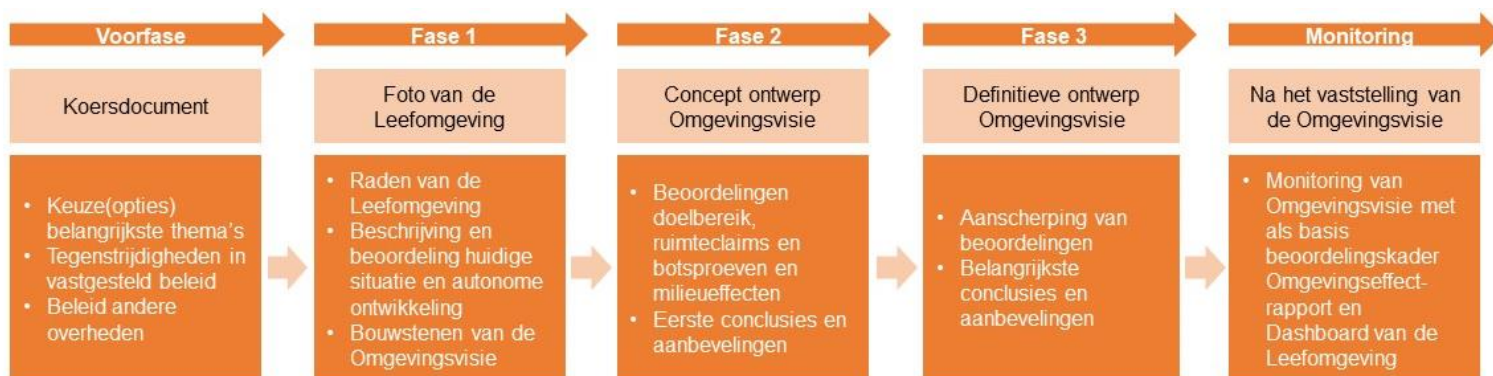 Voorfase
Koersdocument
• Keuze(opties)
belangrijkste thema's
• Tegenstrijdigheden in
vastgesteld beleid
• Beleid andere
overheden
Fase 1
Foto van de
Leefomgeving
• Raden van de
Leefomgeving
• Beschrijving en
beoordeling huidige
situatie en autonome
ontwikkeling
• Bouwstenen van de
Omgevingsvisie
Fase 2
Concept ontwerp
Omgevingsvisie
• Beoordelingen
doelbereik,
ruimteclaims en
botsproeven en
milieueffecten
• Eerste conclusies en
aanbevelingen
Fase 3
Definitieve ontwerp
Omgevingsvisie
• Aanscherping van
beoordelingen
• Belangrijkste
conclusies en
aanbevelingen
Monitoring
Na het vaststelling van
de Omgevingsvisie
• Monitoring van
Omgevingsvisie met
als basis
beoordelingskader
Omgevingseffect-
rapport en
Dashboard van de
Leefomgeving